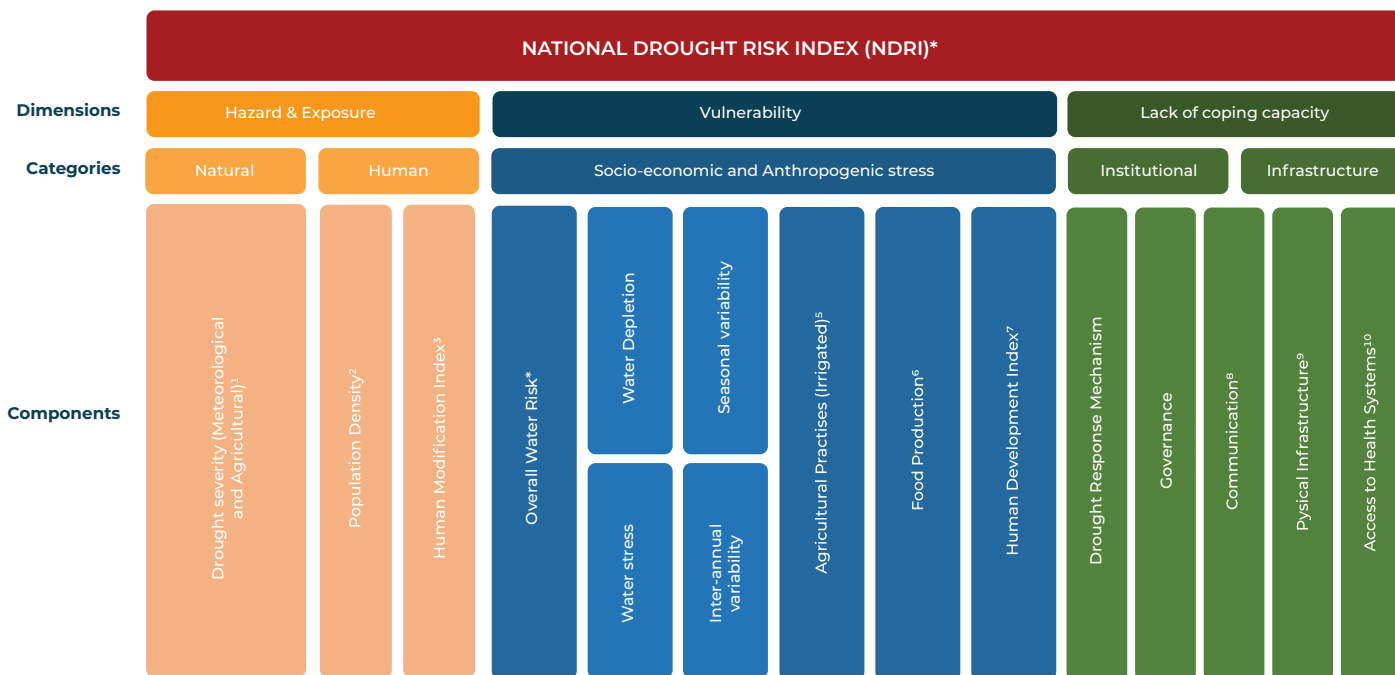 NATIONAL DROUGHT RISK INDEX (NDRI)*
Dimensions
Hazard & Exposure
Vulnerability
Lack of coping capacity
Categories
Natural
Human
Socio-economic and Anthropogenic stress
Institutional
Infrastructure
Components
Drought severity (Meteorological
and Agricultural)¹
Population Density²
Human Modification Index³
Overall Water Risk*
Water Depletion
Water stress
Seasonal variability
Inter-annual
variability
Agricultural Practises (Irrigated)⁵
Food Production⁶
Human Development Index⁷
Drought Response Mechanism
Governance
Communication⁸
Pysical Infrastructure⁹
Access to Health Systems¹⁰